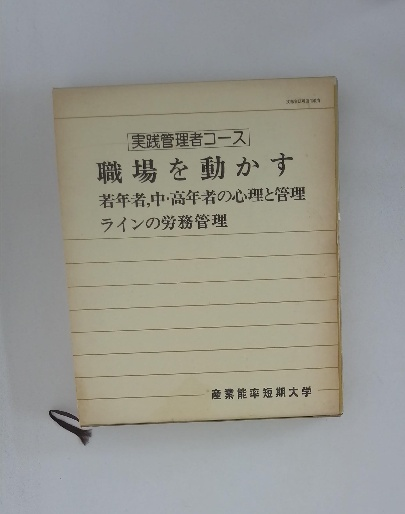 実践管理者コース
職場を動かす
若年者,中・高年者の心理と管理
ラインの労務管理
産業能率短期大学